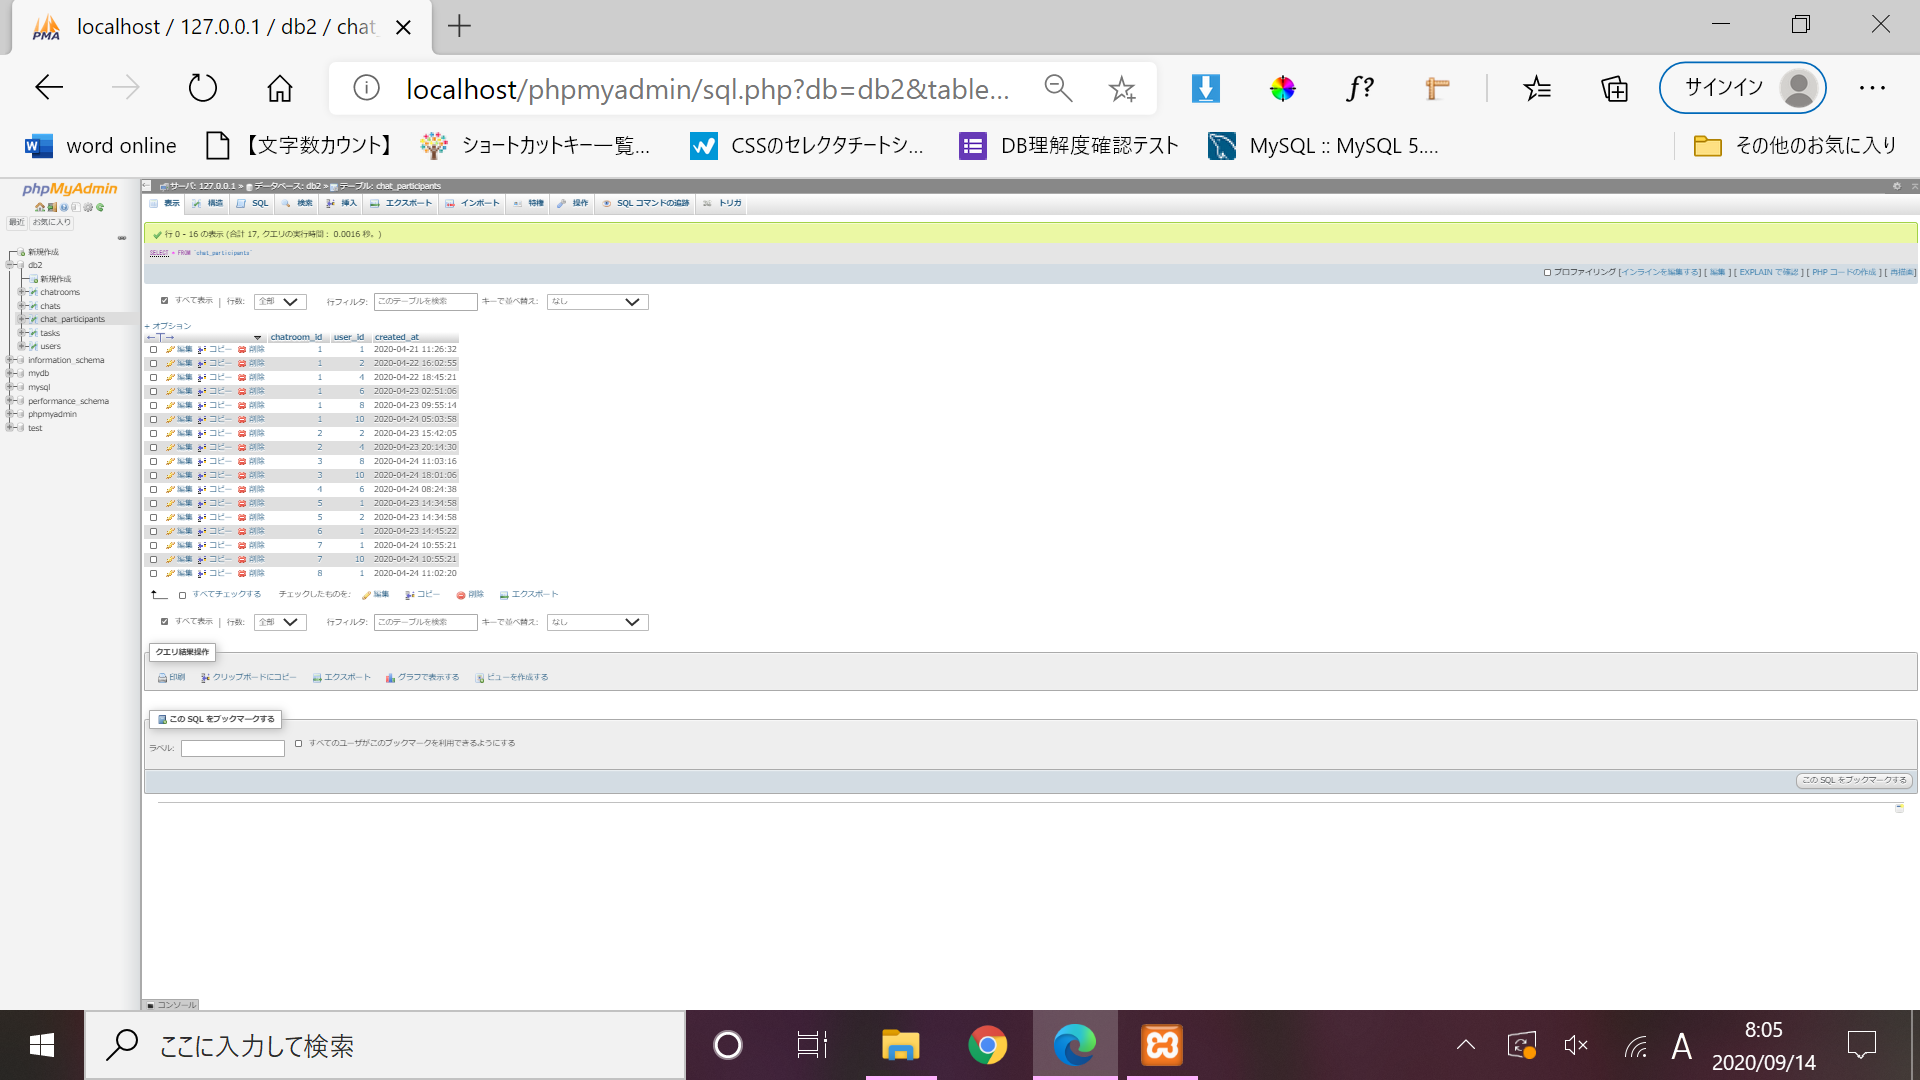 localhost / 127.0.0.1 / db2 / chat_
localhost/phpmyadmin/sql.php?db=db2&table...
サインイン
word online
【文字数カウント】
ショートカットキー一覧...
CSSのセレクタチートシ...
DB理解度確認テスト
MySQL :: MySQL 5....
その他のお気に入り
phpMyAdmin
最近 お気に入り
新規作成
db2
新規作成
chatrooms
chats
chat_participants
tasks
users
information_schema
mydb
mysql
performance_schema
phpmyadmin
test
サーバ: 127.0.0.1 » データベース: db2 » テーブル: chat_participants
表示 構造 SQL 検索 挿入 エクスポート インポート 特権 操作 SQL コマンドの追跡 トリガ
行 0 - 16 の表示 (合計 17, クエリの実行時間: 0.0016 秒。)
SELECT * FROM `chat_participants`
プロファイリング [インラインを編集する] [ 編集 ] [ EXPLAIN で確認 ] [ PHP コードの作成 ] [ 再描画]
すべて表示 | 行数: 全部 行フィルタ: このテーブルを検索 キーで並べ替え: なし
+ オプション
←T→ chatroom_id user_id created_at
編集 コピー 削除 1 1 2020-04-21 11:26:32
編集 コピー 削除 1 2 2020-04-22 16:02:55
編集 コピー 削除 1 4 2020-04-22 18:45:21
編集 コピー 削除 1 6 2020-04-23 02:51:06
編集 コピー 削除 1 8 2020-04-23 09:55:14
編集 コピー 削除 1 10 2020-04-24 05:03:58
編集 コピー 削除 2 2 2020-04-23 15:42:05
編集 コピー 削除 2 4 2020-04-23 20:14:30
編集 コピー 削除 3 8 2020-04-24 11:03:16
編集 コピー 削除 3 10 2020-04-24 18:01:06
編集 コピー 削除 4 6 2020-04-24 08:24:38
編集 コピー 削除 5 1 2020-04-23 14:34:58
編集 コピー 削除 5 2 2020-04-23 14:34:58
編集 コピー 削除 6 1 2020-04-23 14:45:22
編集 コピー 削除 7 1 2020-04-24 10:55:21
編集 コピー 削除 7 10 2020-04-24 10:55:21
編集 コピー 削除 8 1 2020-04-24 11:02:20
すべてチェックする チェックしたものを: 編集 コピー 削除 エクスポート
すべて表示 | 行数: 全部 行フィルタ: このテーブルを検索 キーで並べ替え: なし
クエリ結果操作
印刷 クリップボードにコピー エクスポート グラフで表示する ビューを作成する
この SQL をブックマークする
ラベル: すべてのユーザがこのブックマークを利用できるようにする
この SQL をブックマークする
コンソール
ここに入力して検索
A
8:05
2020/09/14